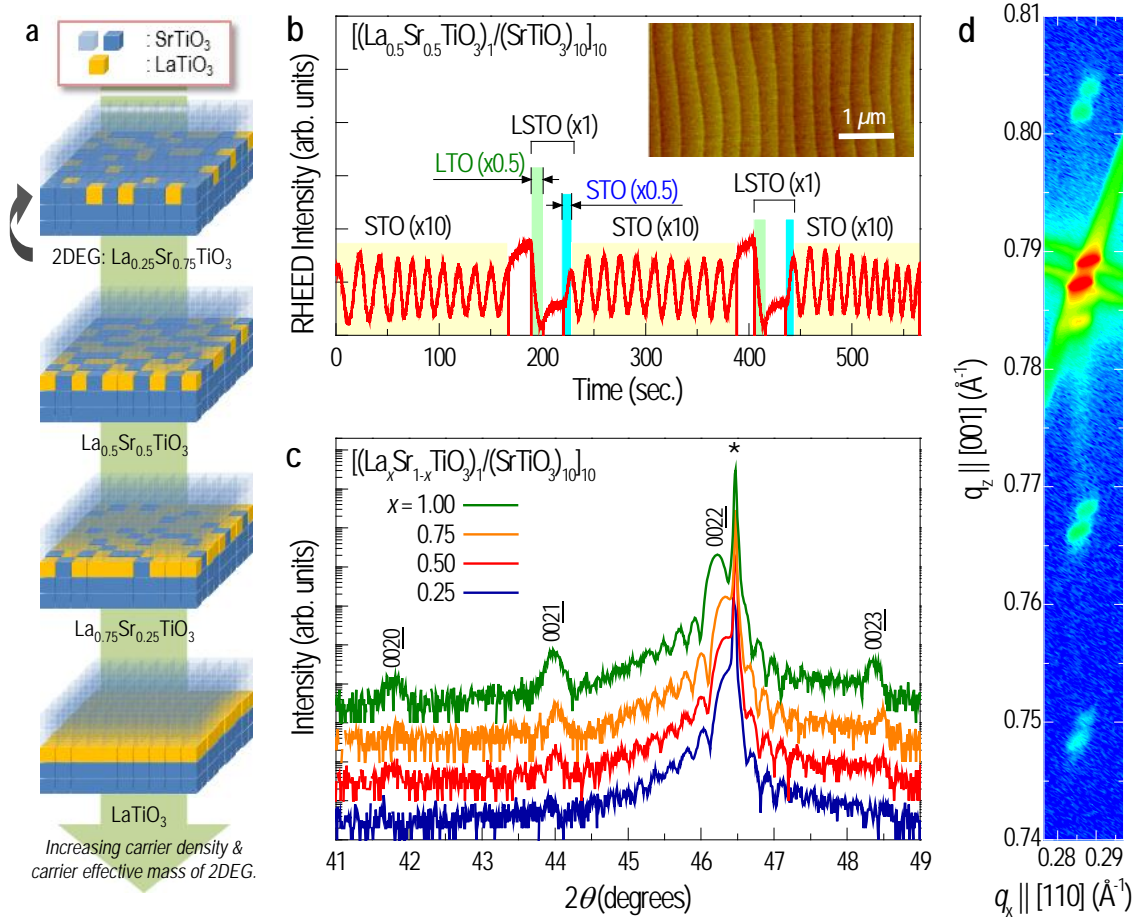 a
: SrTiO₃
: LaTiO₃
2DEG: La₀.₂₅Sr₀.₇₅TiO₃
La₀.₅Sr₀.₅TiO₃
La₀.₇₅Sr₀.₂₅TiO₃
LaTiO₃
Increasing carrier density &
carrier effective mass of 2DEG.
b
[(La₀.₅Sr₀.₅TiO₃)₁/(SrTiO₃)₁₀]₁₀
1 µm
LSTO (x1)
LTO (x0.5)
STO (x0.5)
LSTO (x1)
STO (x10)
STO (x10)
STO (x10)
RHEED Intensity (arb. units)
0 100 200 300 400 500
Time (sec.)
c
[(LaₓSr₁₋ₓTiO₃)₁/(SrTiO₃)₁₀]₁₀
*
x = 1.00
0.75
0.50
0.25
0020
0021
0022
0023
Intensity (arb. units)
41 42 43 44 45 46 47 48 49
2θ (degrees)
d
0.81
0.80
0.79
0.78
0.77
0.76
0.75
0.74
q_z || [001] (Å⁻¹)
0.28 0.29
qₓ || [110] (Å⁻¹)